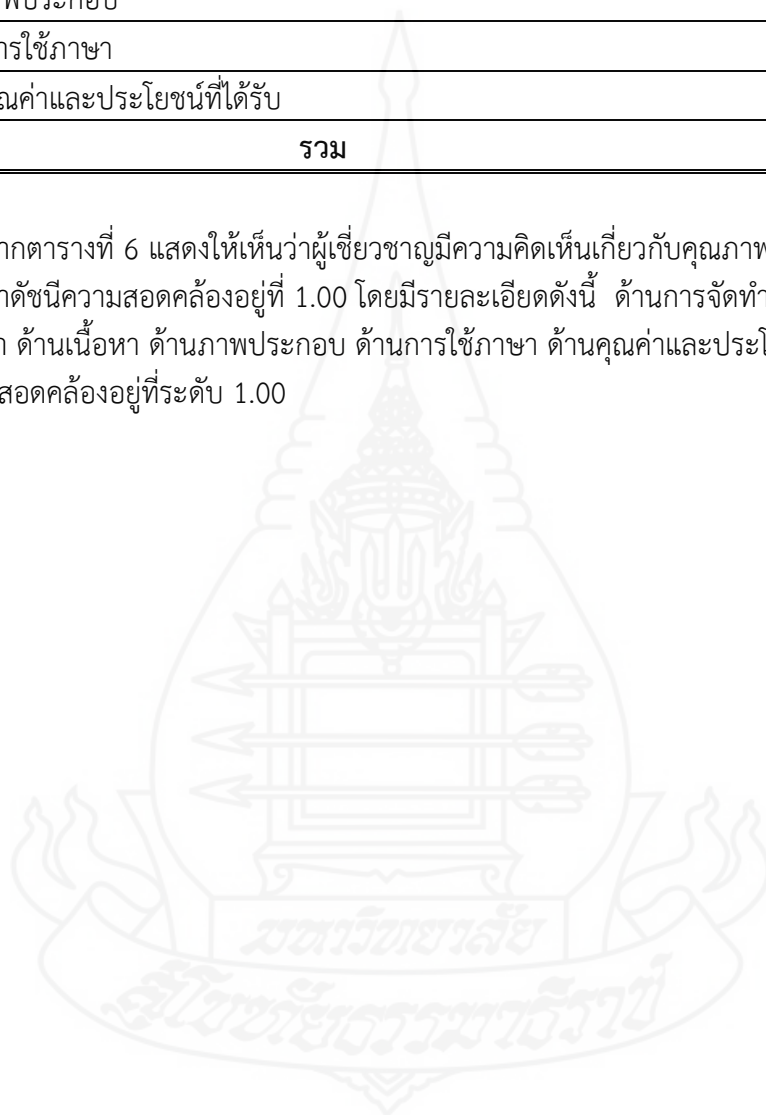 พประกอบ
ารใช้ภาษา
ุณค่าและประโยชน์ที่ได้รับ
รวม
ากตารางที่ 6 แสดงให้เห็นว่าผู้เชี่ยวชาญมีความคิดเห็นเกี่ยวกับคุณภาพ
าดัชนีความสอดคล้องอยู่ที่ 1.00 โดยมีรายละเอียดดังนี้ ด้านการจัดทำ
ด้านเนื้อหา ด้านภาพประกอบ ด้านการใช้ภาษา ด้านคุณค่าและประโ
สอดคล้องอยู่ที่ระดับ 1.00
มหาวิทยาลัย
สุโขทัยธรรมาธิราช